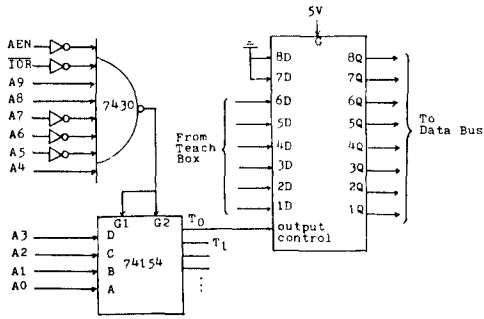 5V
G
AEN
IOR
A9
A8
A7
A6
A5
A4
7430
8D 8Q
7D 7Q
6D 6Q
5D 5Q
4D 4Q
3D 3Q
2D 2Q
1D 1Q
output
control
From
Teach
Box
To
Data Bus
G1 G2
T0
T1
A3 D
A2 C
A1 B
A0 A
74154